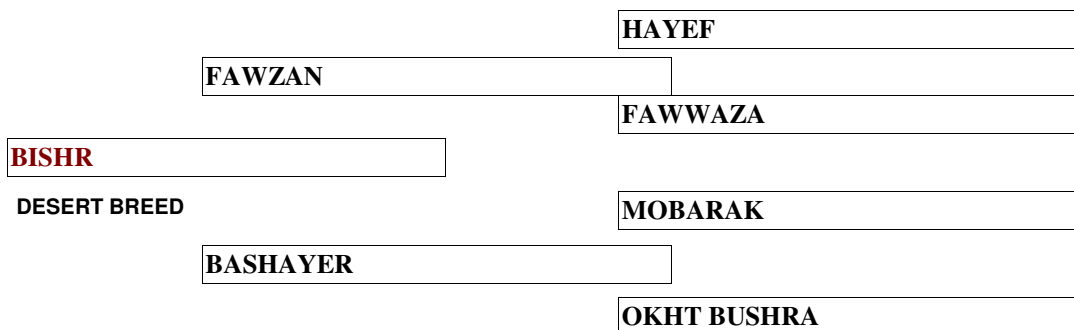 HAYEF
FAWZAN
FAWWAZA
BISHR
DESERT BREED
MOBARAK
BASHAYER
OKHT BUSHRA